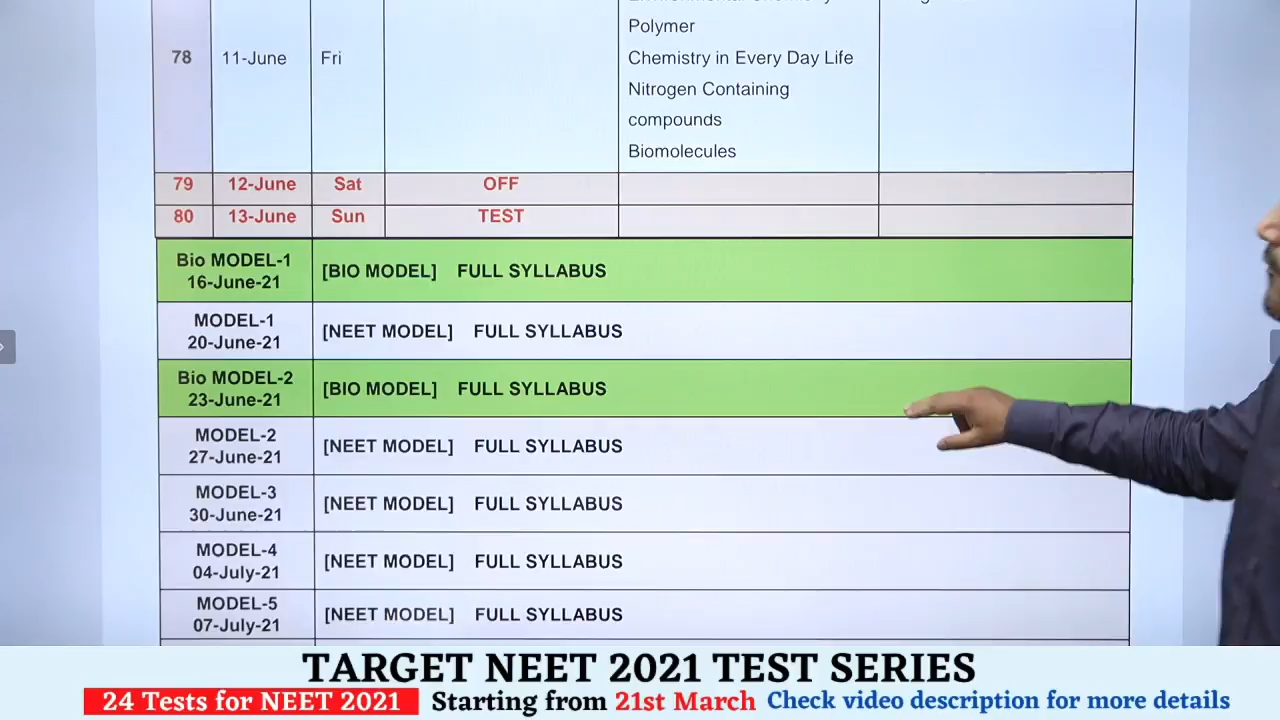 Polymer
78 11-June Fri Chemistry in Every Day Life
Nitrogen Containing
compounds
Biomolecules
79 12-June Sat OFF
80 13-June Sun TEST
Bio MODEL-1
16-June-21
[BIO MODEL] FULL SYLLABUS
MODEL-1
20-June-21
[NEET MODEL] FULL SYLLABUS
Bio MODEL-2
23-June-21
[BIO MODEL] FULL SYLLABUS
MODEL-2
27-June-21
[NEET MODEL] FULL SYLLABUS
MODEL-3
30-June-21
[NEET MODEL] FULL SYLLABUS
MODEL-4
04-July-21
[NEET MODEL] FULL SYLLABUS
MODEL-5
07-July-21
[NEET MODEL] FULL SYLLABUS
TARGET NEET 2021 TEST SERIES
24 Tests for NEET 2021 Starting from 21st March Check video description for more details